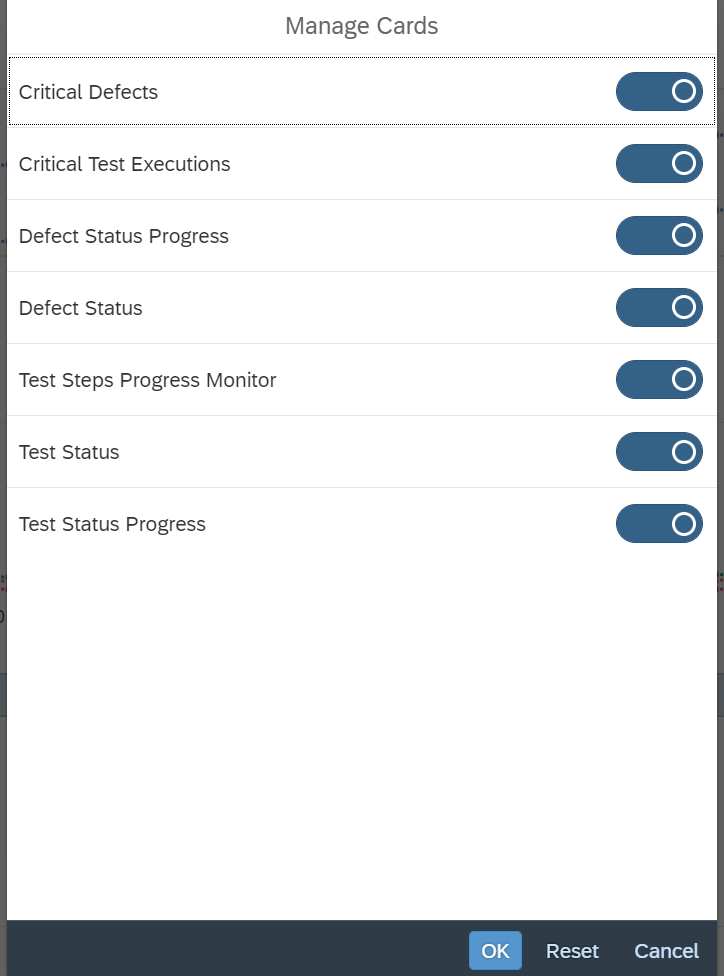 Manage Cards
Critical Defects
Critical Test Executions
Defect Status Progress
Defect Status
Test Steps Progress Monitor
Test Status
Test Status Progress
OK Reset Cancel